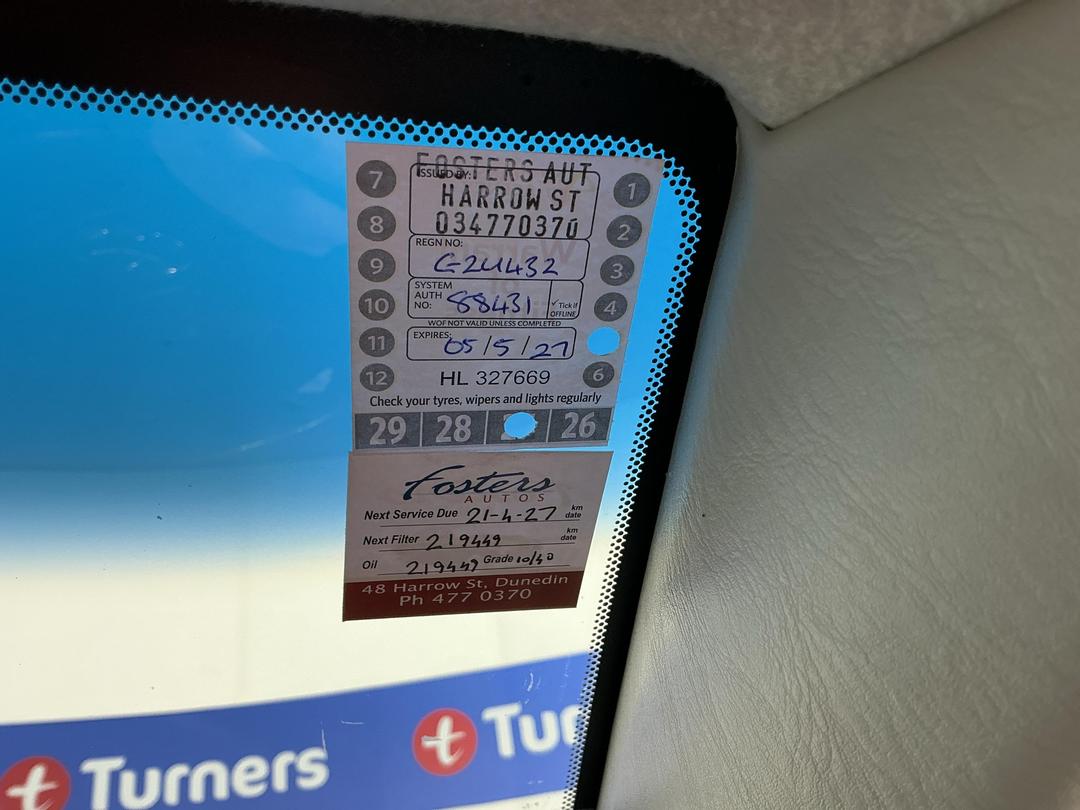 FOSTERS AUT
ISSUED BY:
HARROW ST
034770370
7
8
9
10
11
12
1
2
3
4
6
REGN NO:
GZU432
SYSTEM AUTH NO: 88431 ✓ Tick if OFFLINE
WOF NOT VALID UNLESS COMPLETED
EXPIRES: 05/5/27
HL 327669
Check your tyres, wipers and lights regularly
29 28 26
Fosters
AUTOS
Next Service Due 21-4-27 km date
Next Filter 219449 km date
Oil 219449 Grade 10/40
48 Harrow St, Dunedin
Ph 477 0370
t Turners
t Tur